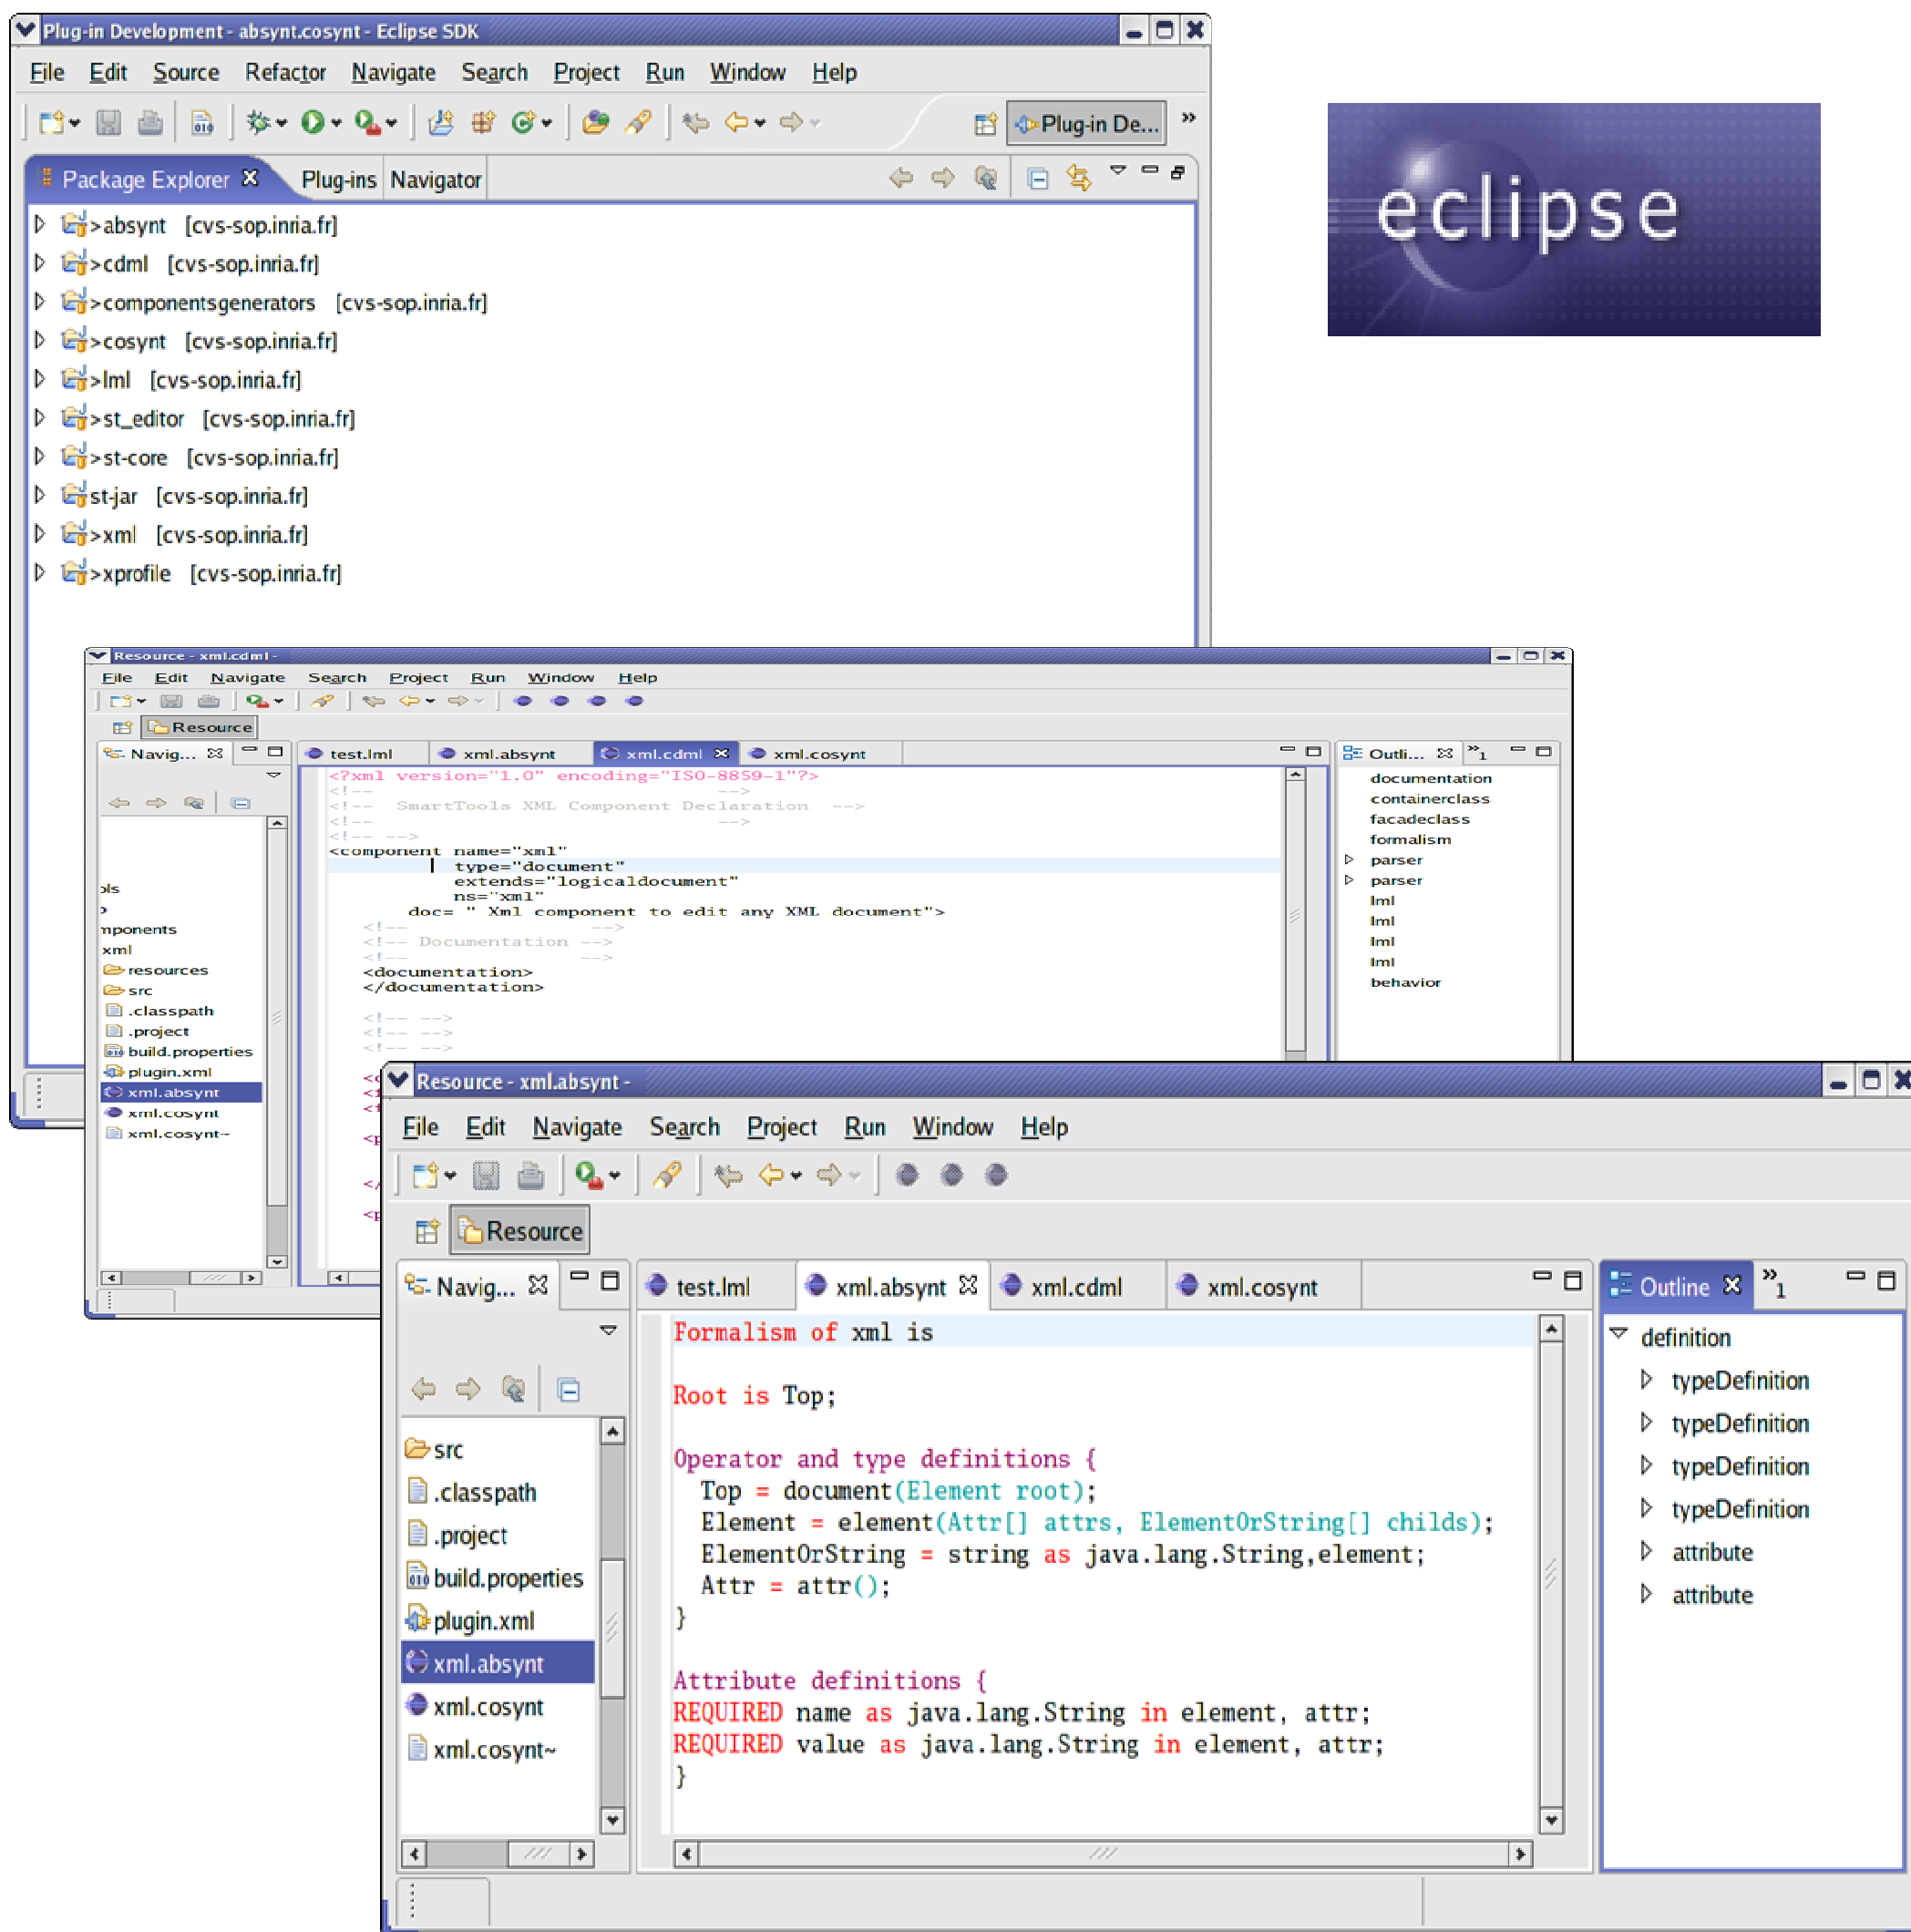 Plug-in Development - absynt.cosynt - Eclipse SDK
File Edit Source Refactor Navigate Search Project Run Window Help
Plug-in De... »
Package Explorer Plug-ins Navigator
>absynt [cvs-sop.inria.fr]
>cdml [cvs-sop.inria.fr]
>componentsgenerators [cvs-sop.inria.fr]
>cosynt [cvs-sop.inria.fr]
>lml [cvs-sop.inria.fr]
>st_editor [cvs-sop.inria.fr]
>st-core [cvs-sop.inria.fr]
st-jar [cvs-sop.inria.fr]
>xml [cvs-sop.inria.fr]
>xprofile [cvs-sop.inria.fr]
eclipse
Resource - xml.cdml -
File Edit Navigate Search Project Run Window Help
Resource
Navig...
mponents
xml
resources
src
.classpath
.project
build.properties
plugin.xml
xml.absynt
xml.cosynt
xml.cosynt~
test.lml xml.absynt xml.cdml xml.cosynt
<?xml version="1.0" encoding="ISO-8859-1"?>
<!-- -->
<!-- SmartTools XML Component Declaration -->
<!-- -->
<!-- -->
<component name="xml"
type="document"
extends="logicaldocument"
ns="xml"
doc= " Xml component to edit any XML document">
<!-- -->
<!-- Documentation -->
<!-- -->
<documentation>
</documentation>
<!-- -->
<!-- -->
<!-- -->
Outli... »1
documentation
containerclass
facadeclass
formalism
parser
parser
lml
lml
lml
lml
behavior
Resource - xml.absynt -
File Edit Navigate Search Project Run Window Help
Resource
Navig...
src
.classpath
.project
build.properties
plugin.xml
xml.absynt
xml.cosynt
xml.cosynt~
test.lml xml.absynt xml.cdml xml.cosynt
Formalism of xml is
Root is Top;
Operator and type definitions {
Top = document(Element root);
Element = element(Attr[] attrs, ElementOrString[] childs);
ElementOrString = string as java.lang.String,element;
Attr = attr();
}
Attribute definitions {
REQUIRED name as java.lang.String in element, attr;
REQUIRED value as java.lang.String in element, attr;
}
Outline »1
definition
typeDefinition
typeDefinition
typeDefinition
typeDefinition
attribute
attribute